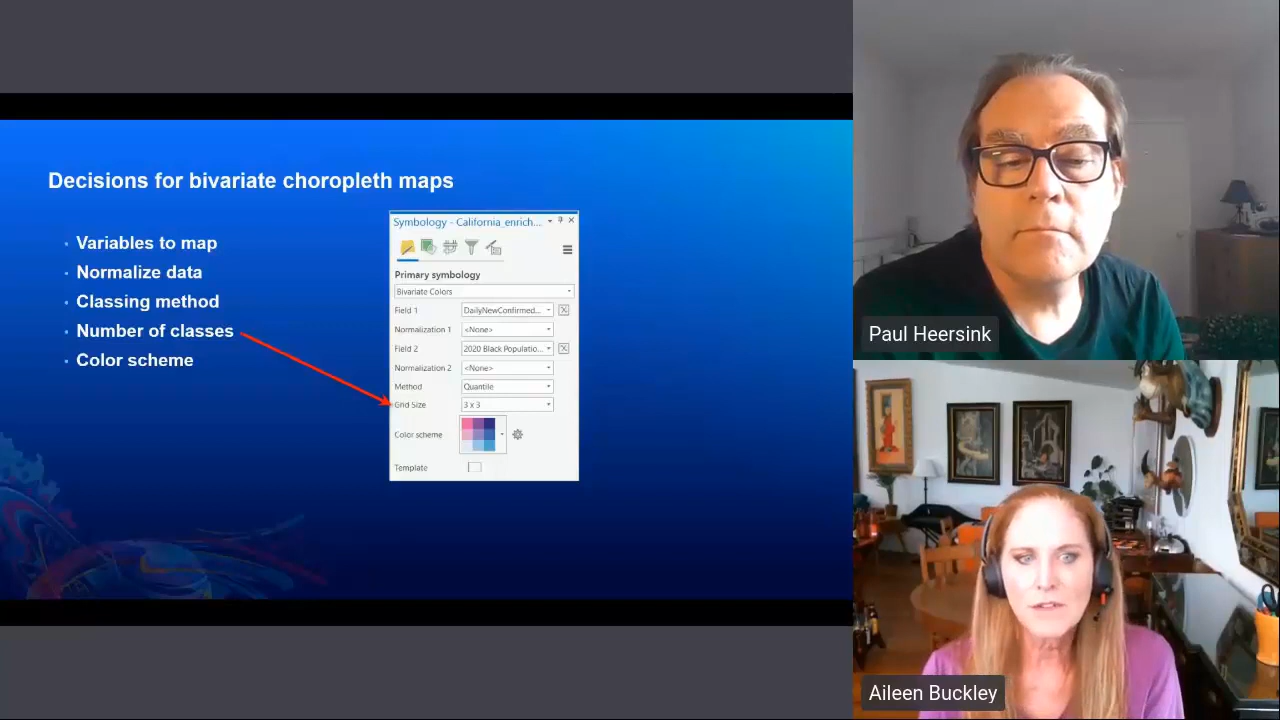 Decisions for bivariate choropleth maps
Variables to map
Normalize data
Classing method
Number of classes
Color scheme
Symbology - California_enrich...
Primary symbology
Bivariate Colors
Field 1 DailyNewConfirmed...
Normalization 1 <None>
Field 2 2020 Black Populatio...
Normalization 2 <None>
Method Quantile
Grid Size 3 x 3
Color scheme
Template
Paul Heersink
Aileen Buckley